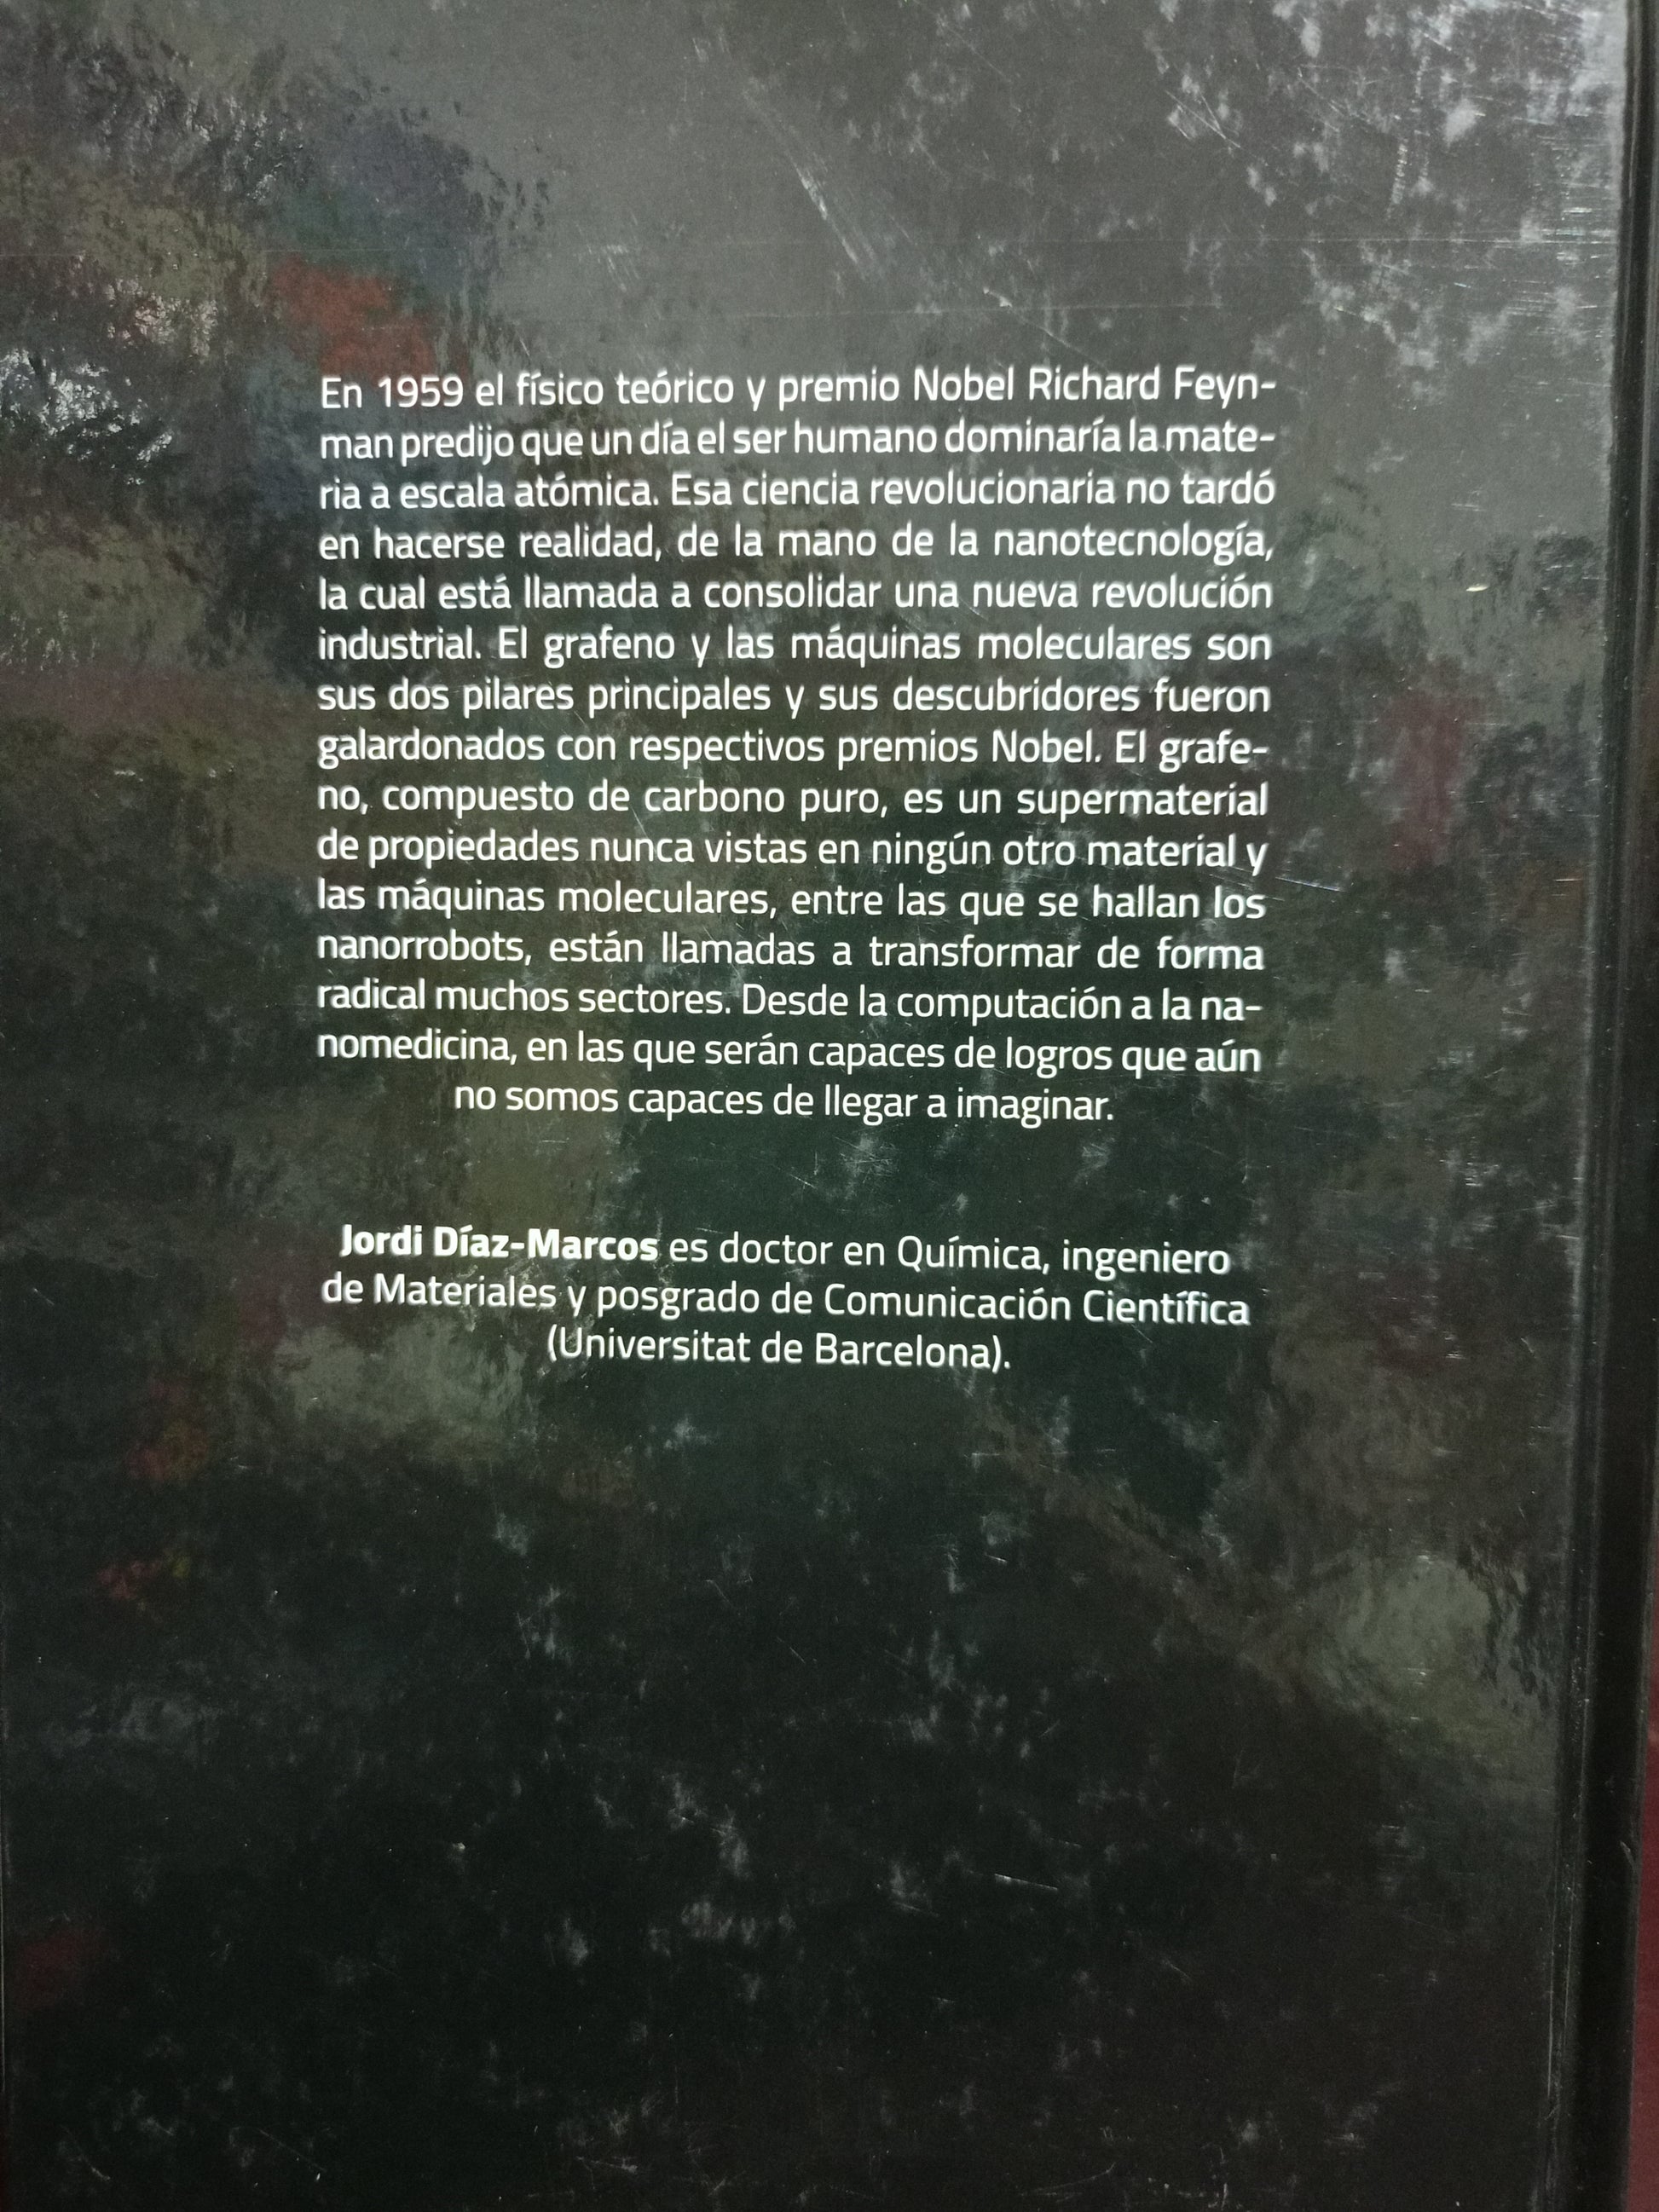 En 1959 el físico teórico y premio Nobel Richard Feyn-
man predijo que un día el ser humano dominaría la mate-
ria a escala atómica. Esa ciencia revolucionaria no tardó
en hacerse realidad, de la mano de la nanotecnología,
la cual está llamada a consolidar una nueva revolución
industrial. El grafeno y las máquinas moleculares son
sus dos pilares principales y sus descubridores fueron
galardonados con respectivos premios Nobel. El grafe-
no, compuesto de carbono puro, es un supermaterial
de propiedades nunca vistas en ningún otro material y
las máquinas moleculares, entre las que se hallan los
nanorrobots, están llamadas a transformar de forma
radical muchos sectores. Desde la computación a la na-
nomedicina, en las que serán capaces de logros que aún
no somos capaces de llegar a imaginar.
Jordi Díaz-Marcos es doctor en Química, ingeniero
de Materiales y posgrado de Comunicación Científica
(Universitat de Barcelona).